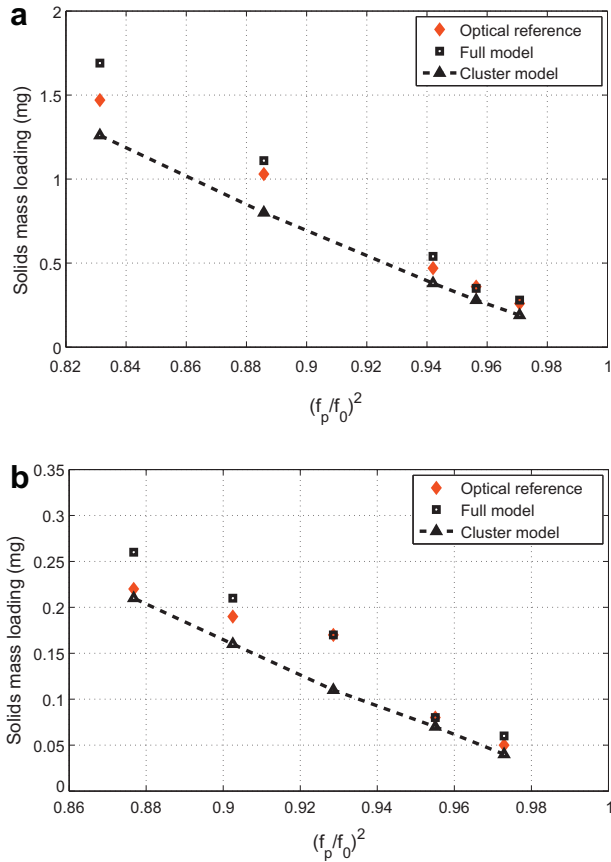 a
2
Optical reference
Full model
Cluster model
1.5
1
0.5
0
Solids mass loading (mg)
0.82 0.84 0.86 0.88 0.9 0.92 0.94 0.96 0.98 1
(f_p/f_0)^2
b
0.35
Optical reference
Full model
Cluster model
0.3
0.25
0.2
0.15
0.1
0.05
0
Solids mass loading (mg)
0.86 0.88 0.9 0.92 0.94 0.96 0.98 1
(f_p/f_0)^2